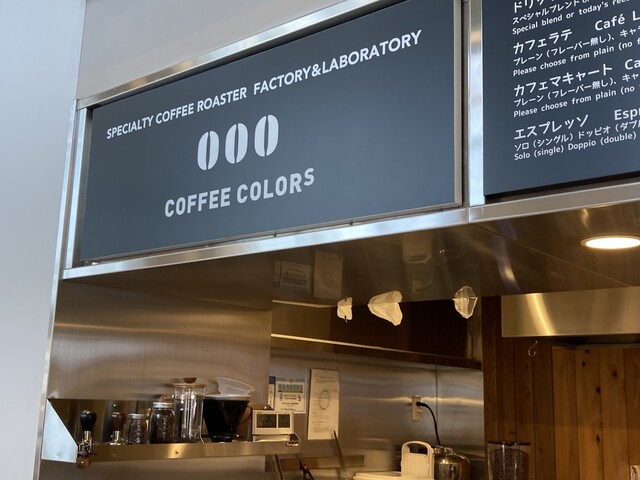 SPECIALTY COFFEE ROASTER FACTORY&LABORATORY
000
COFFEE COLORS
スペシャルブレンド
Special blend or today's
カフェラテ Café L
プレーン(フレーバー無し)、キャ
Please choose from plain (no
カフェマキャート Ca
プレーン(フレーバー無し)、キャ
Please choose from plain (no
エスプレッソ Esp
ソロ(シングル)ドッピオ(ダブル
Solo (single) Doppio (double)